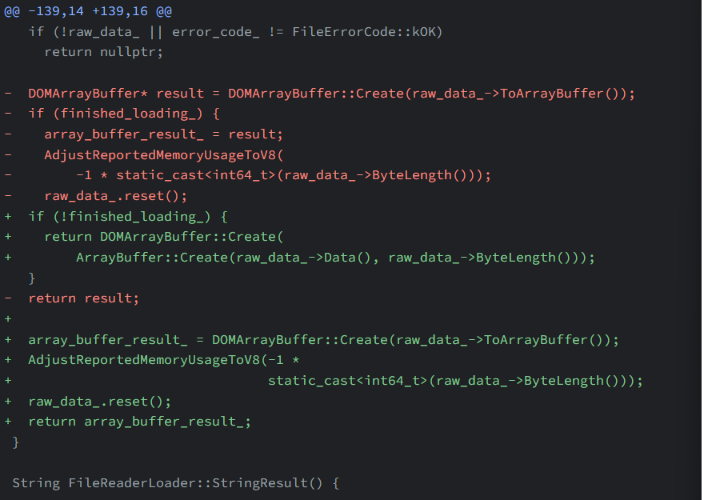 @@ -139,14 +139,16 @@
   if (!raw_data_ || error_code_ != FileErrorCode::kOK)
     return nullptr;

-  DOMArrayBuffer* result = DOMArrayBuffer::Create(raw_data_->ToArrayBuffer());
-  if (finished_loading_) {
-    array_buffer_result_ = result;
-    AdjustReportedMemoryUsageToV8(
-        -1 * static_cast<int64_t>(raw_data_->ByteLength()));
-    raw_data_.reset();
+  if (!finished_loading_) {
+    return DOMArrayBuffer::Create(
+        ArrayBuffer::Create(raw_data_->Data(), raw_data_->ByteLength()));
   }
-  return result;
+
+  array_buffer_result_ = DOMArrayBuffer::Create(raw_data_->ToArrayBuffer());
+  AdjustReportedMemoryUsageToV8(-1 *
+                                static_cast<int64_t>(raw_data_->ByteLength()));
+  raw_data_.reset();
+  return array_buffer_result_;
 }

 String FileReaderLoader::StringResult() {